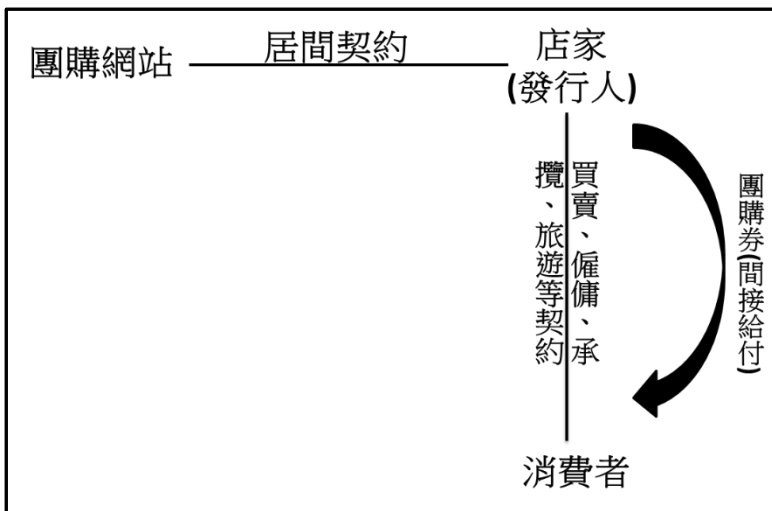 團購網站
居間契約
店家
(發行人)
買賣、僱傭、承
攬、旅遊等契約
團購券(間接給付)
消費者